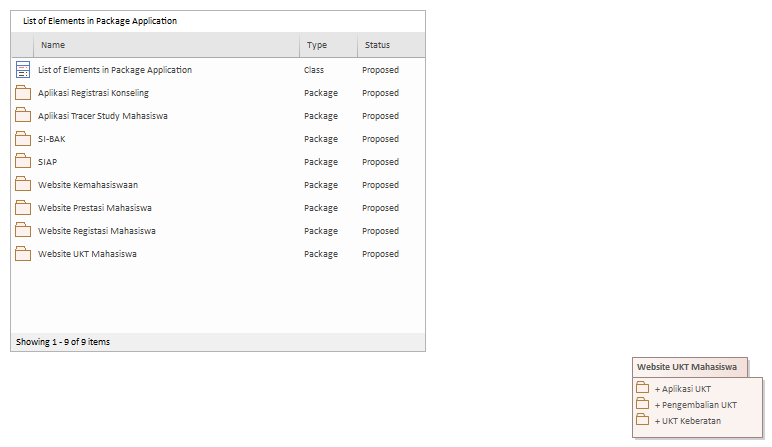 List of Elements in Package Application
Name Type Status
List of Elements in Package Application Class Proposed
Aplikasi Registrasi Konseling Package Proposed
Aplikasi Tracer Study Mahasiswa Package Proposed
SI-BAK Package Proposed
SIAP Package Proposed
Website Kemahasiswaan Package Proposed
Website Prestasi Mahasiswa Package Proposed
Website Registasi Mahasiswa Package Proposed
Website UKT Mahasiswa Package Proposed
Showing 1 - 9 of 9 items
Website UKT Mahasiswa
+ Aplikasi UKT
+ Pengembalian UKT
+ UKT Keberatan